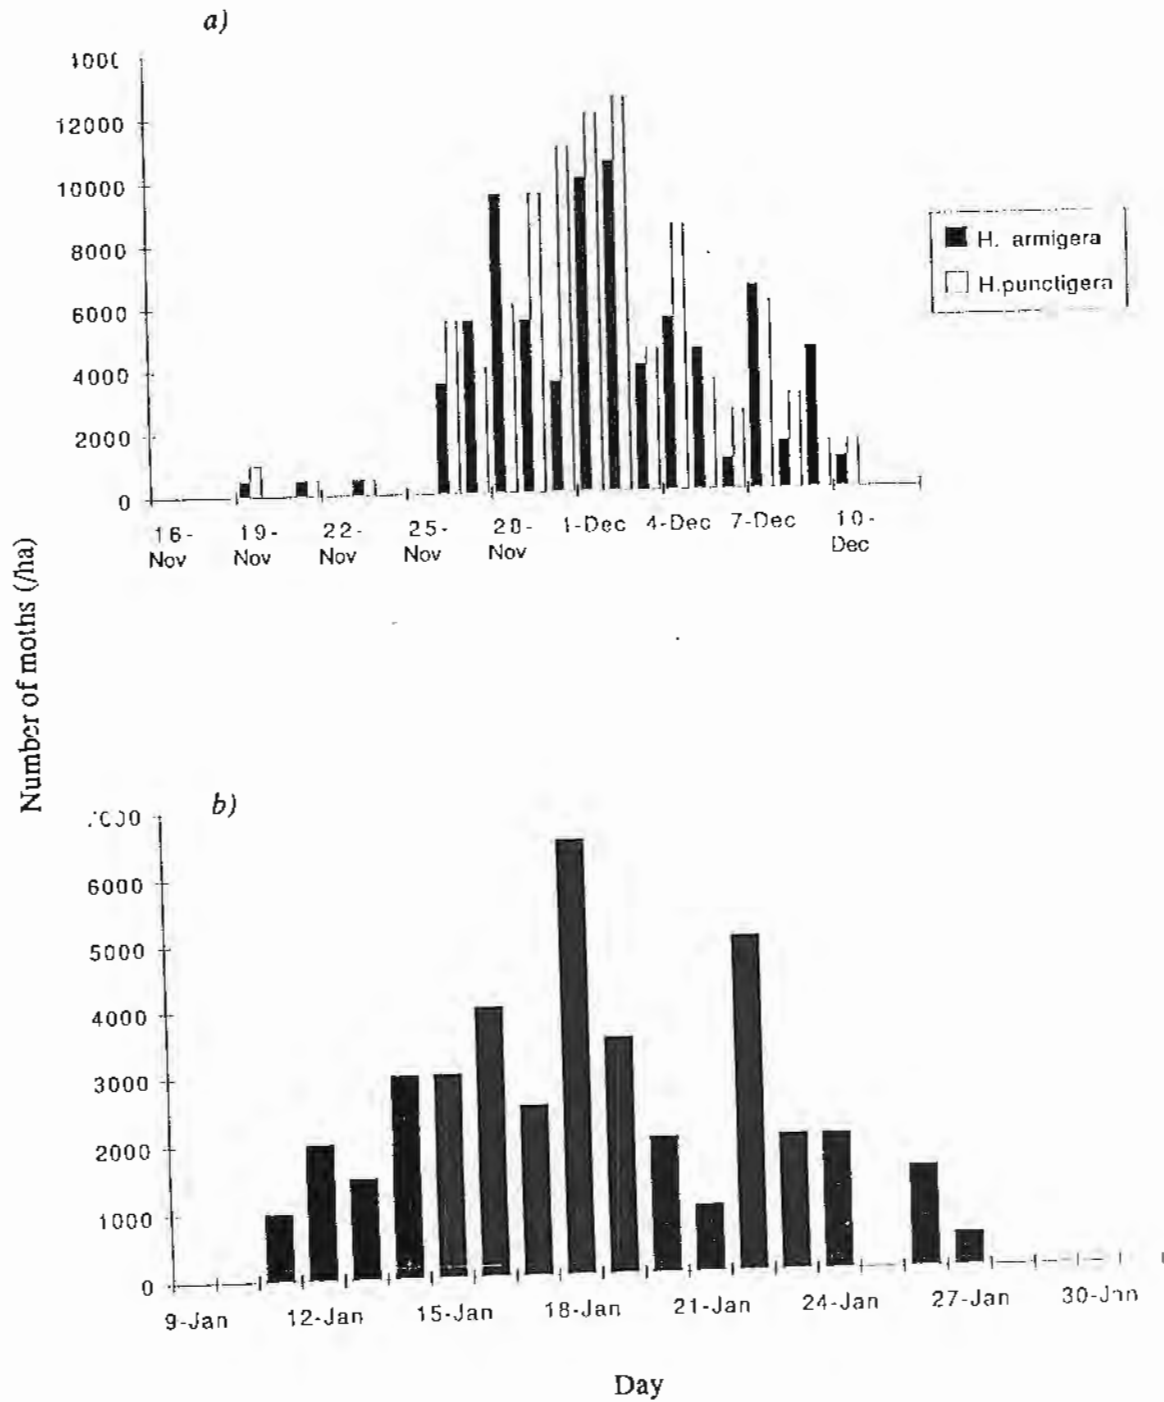 a)
12000
10000
8000
6000
4000
2000
0
16-
Nov
19-
Nov
22-
Nov
25-
Nov
28-
Nov
1-Dec
4-Dec
7-Dec
10-
Dec
H. armigera
H.punctigera
Number of moths (/ha)
b)
6000
5000
4000
3000
2000
1000
0
9-Jan
12-Jan
15-Jan
18-Jan
21-Jan
24-Jan
27-Jan
30-Jan
Day